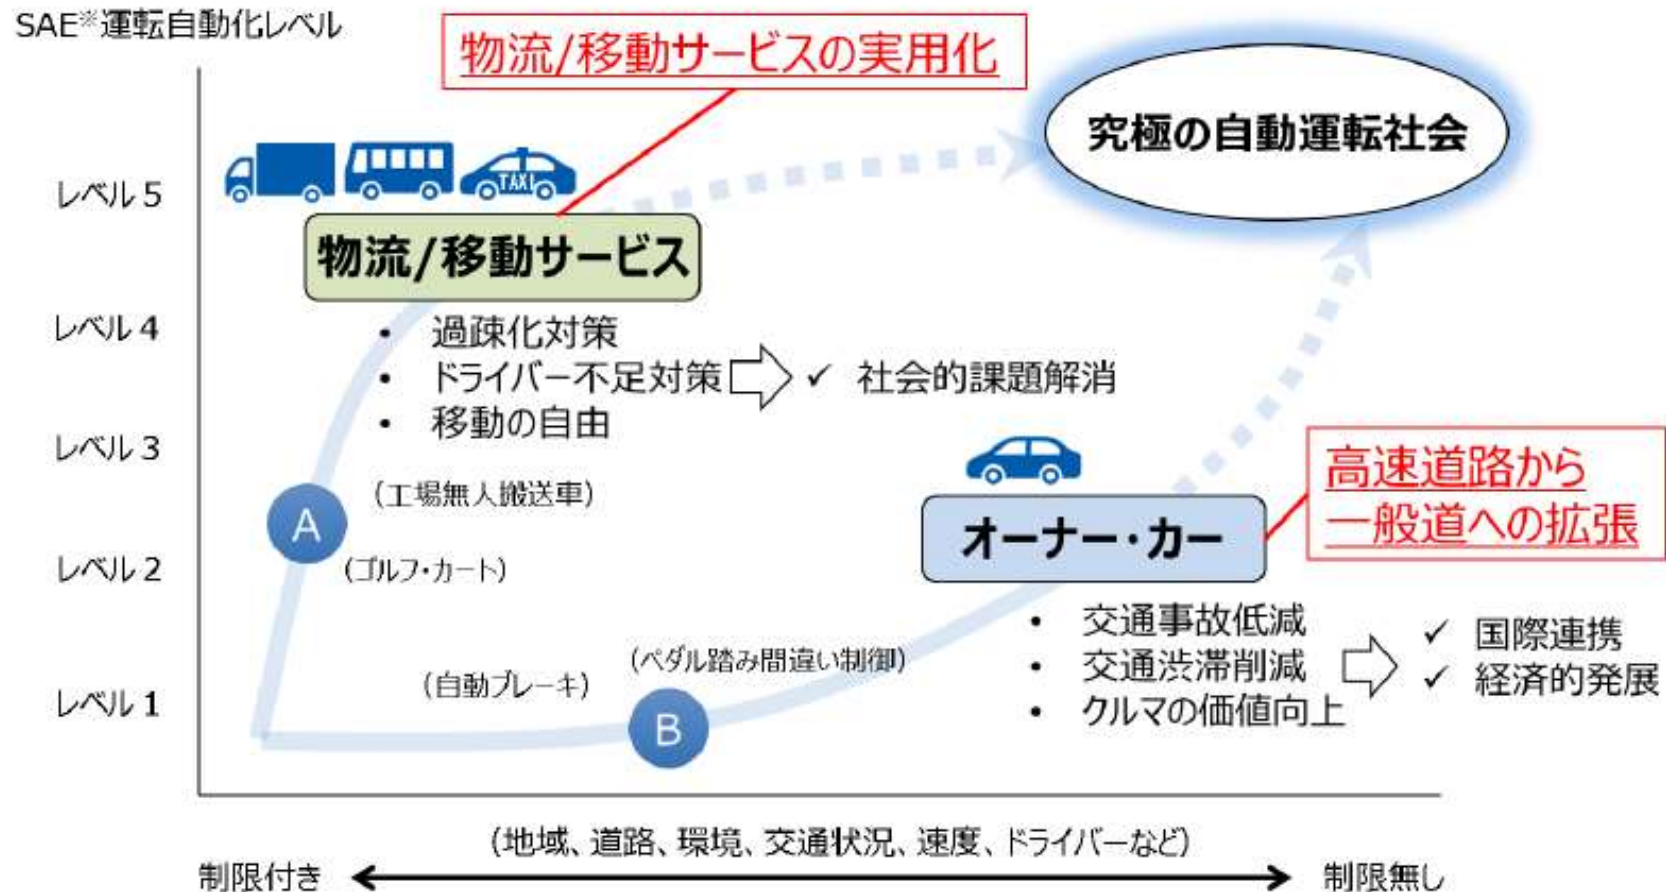 SAE※運転自動化レベル
物流/移動サービスの実用化
究極の自動運転社会
レベル5
TAXI
物流/移動サービス
レベル4
• 過疎化対策
• ドライバー不足対策
• 移動の自由
✓ 社会的課題解消
レベル3
高速道路から
一般道への拡張
(工場無人搬送車)
A
オーナー・カー
レベル2
(ゴルフ・カート)
• 交通事故低減
• 交通渋滞削減
• クルマの価値向上
✓ 国際連携
✓ 経済的発展
(ペダル踏み間違い制御)
(自動ブレーキ)
レベル1
B
(地域、道路、環境、交通状況、速度、ドライバーなど)
制限付き
制限無し